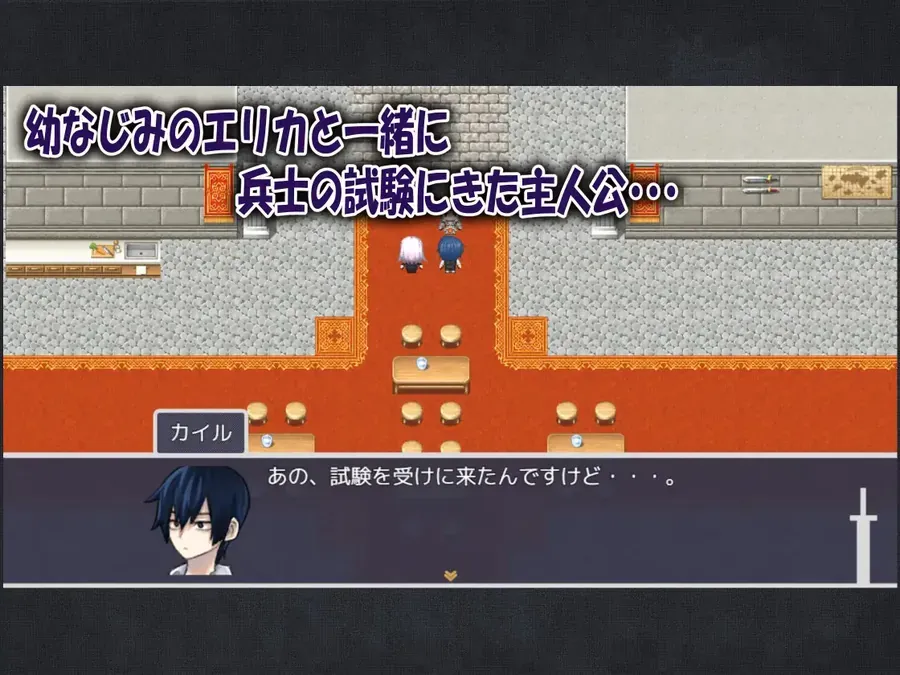 幼なじみのエリカと一緒に
兵士の試験にきた主人公･･･
カイル
あの、試験を受けに来たんですけど・・・。